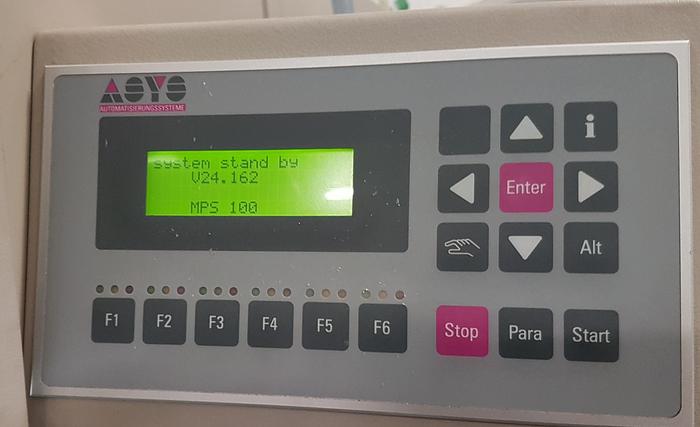 ASYS
AUTOMATISIERUNGSSYSTEME
system stand by
V24.162
MPS 100
i
Enter
Alt
F1 F2 F3 F4 F5 F6
Stop Para Start